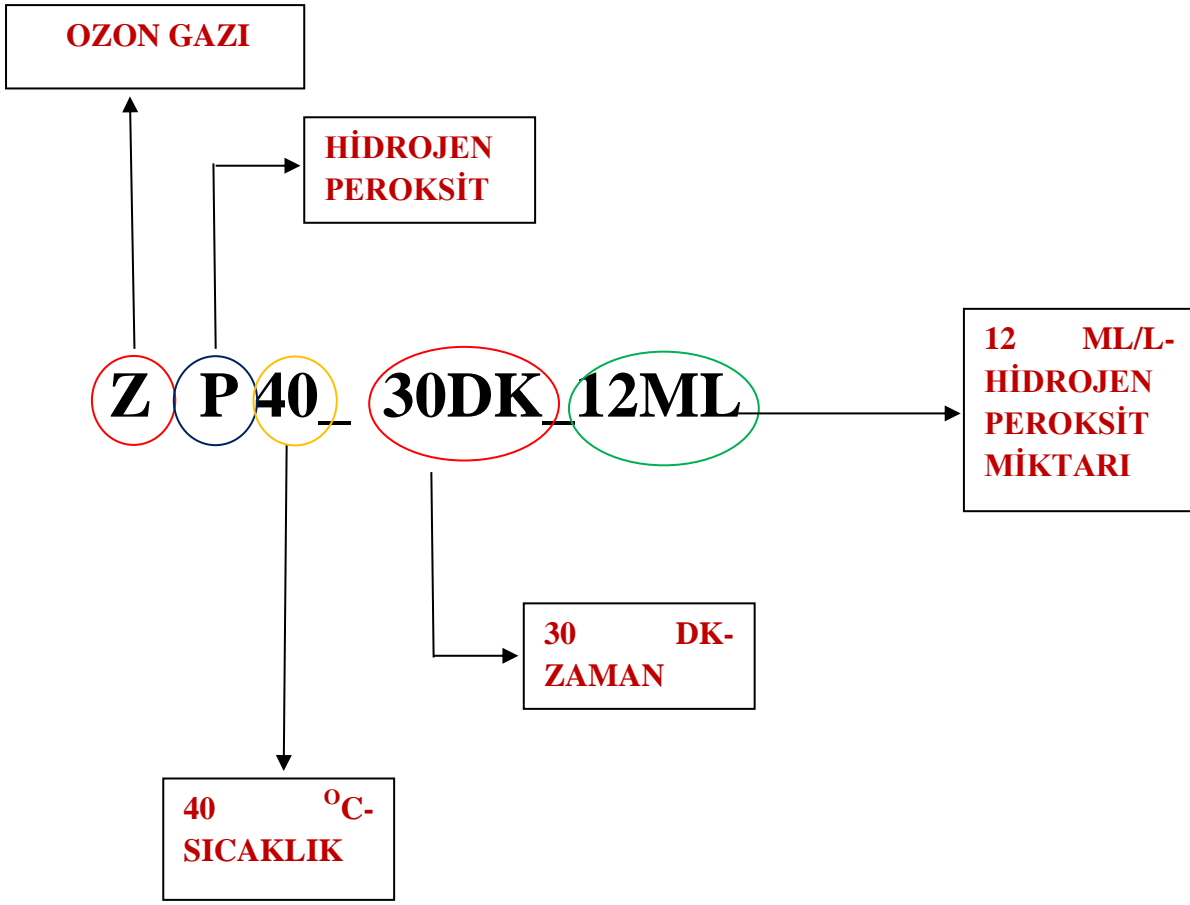 OZON GAZI
HİDROJEN
PEROKSİT
Z P 40_ 30DK_12ML
12 ML/L-
HİDROJEN
PEROKSİT
MİKTARI
30 DK-
ZAMAN
40 ᴼC-
SICAKLIK